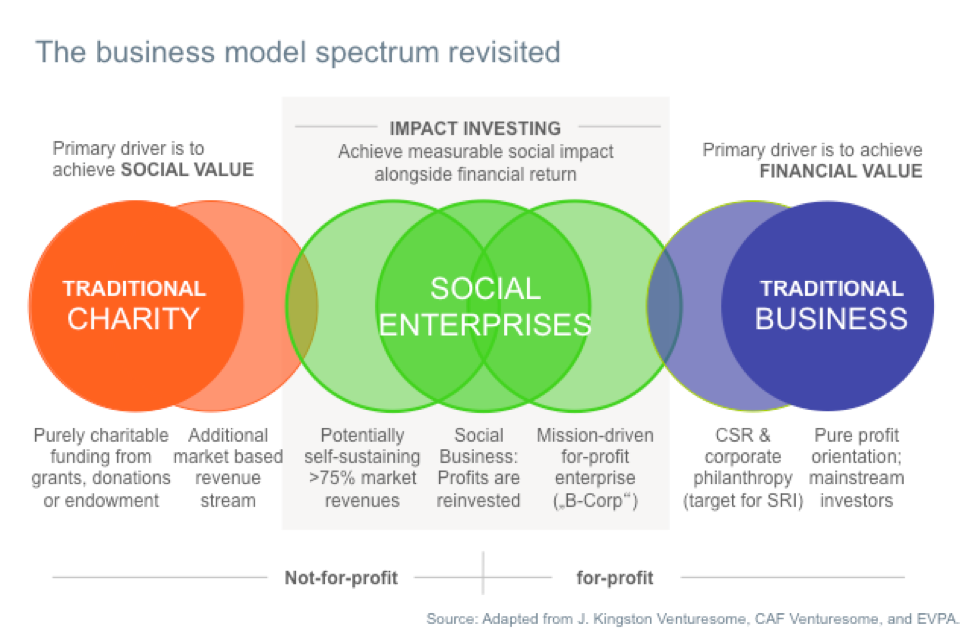 The business model spectrum revisited
Primary driver is to
achieve SOCIAL VALUE
IMPACT INVESTING
Achieve measurable social impact
alongside financial return
Primary driver is to achieve
FINANCIAL VALUE
TRADITIONAL
CHARITY
SOCIAL
ENTERPRISES
TRADITIONAL
BUSINESS
Purely charitable
funding from
grants, donations
or endowment
Additional
market based
revenue
stream
Potentially
self-sustaining
>75% market
revenues
Social
Business:
Profits are
reinvested
Mission-driven
for-profit
enterprise
(„B-Corp“)
CSR &
corporate
philanthropy
(target for SRI)
Pure profit
orientation;
mainstream
investors
Not-for-profit
for-profit
Source: Adapted from J. Kingston Venturesome, CAF Venturesome, and EVPA.